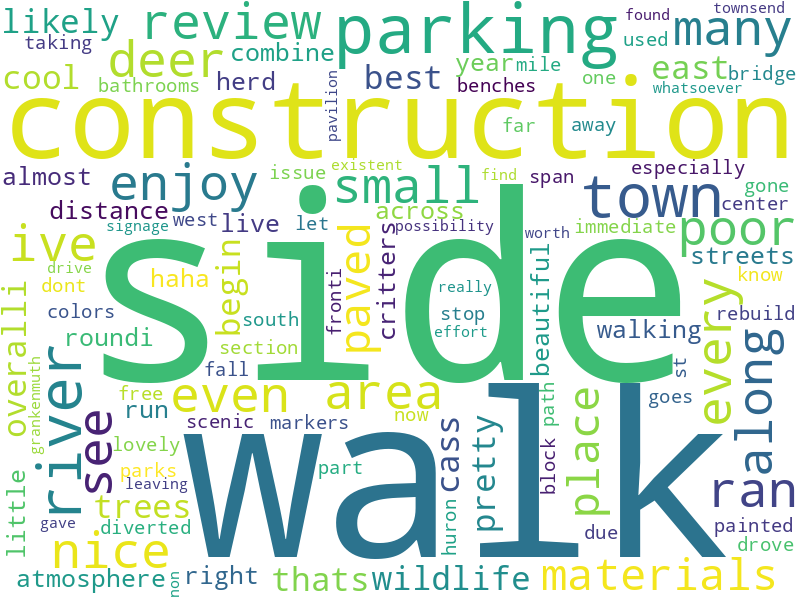 likely
review
parking
found
townsend
many
taking
deer
combine
used
cool
bathrooms
herd
pavilion
best
year
mile
benches
one
east
bridge
whatsoever
construction
far
away
almost
enjoy
issue
existent
small
find
span
especially
gone
center
distance
west
live
let
across
possibility
worth
town
immediate
poor
signage
ive
drive
dont
haha
begin
south
fronti
paved
critters
side
really
stop
effort
beautiful
streets
know
rebuild
walking
colors
roundi
section
fall
overalli
grankenmuth
river
see
free
run
even
area
now
path
st
goes
every
along
scenic
markers
lovely
parks
leaving
part
cass
pretty
huron
block
place
ran
walk
little
trees
diverted
gave
nice
due
painted
drove
atmosphere
non
right
thats
wildlife
materials